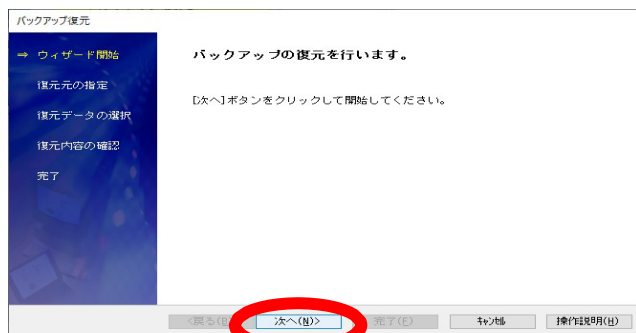 バックアップ復元
⇒ ウィザード開始
復元元の指定
復元データの選択
復元内容の確認
完了
バックアップの復元を行います。
[次へ]ボタンをクリックして開始してください。
<戻る(B) 次へ(N)> 完了(F) キャンセル 操作説明(H)